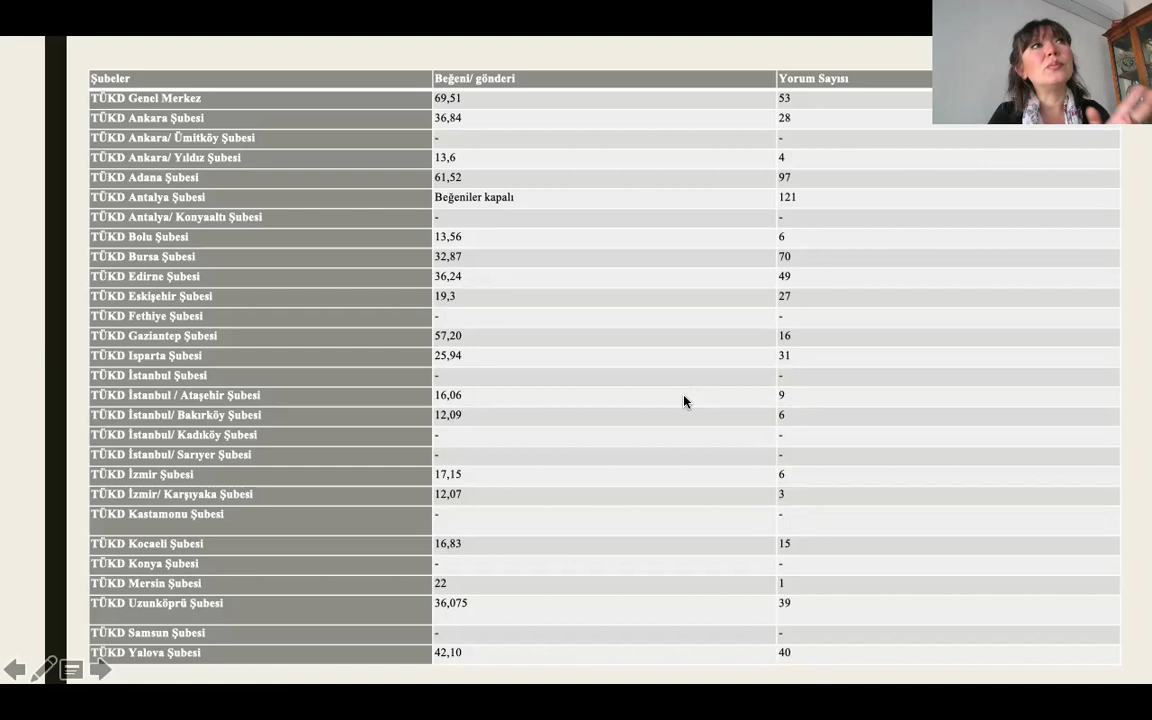 Şubeler Beğeni/ gönderi Yorum Sayısı
TÜKD Genel Merkez 69,51 53
TÜKD Ankara Şubesi 36,84 28
TÜKD Ankara/ Ümitköy Şubesi - -
TÜKD Ankara/ Yıldız Şubesi 13,6 4
TÜKD Adana Şubesi 61,52 97
TÜKD Antalya Şubesi Beğeniler kapalı 121
TÜKD Antalya/ Konyaaltı Şubesi - -
TÜKD Bolu Şubesi 13,56 6
TÜKD Bursa Şubesi 32,87 70
TÜKD Edirne Şubesi 36,24 49
TÜKD Eskişehir Şubesi 19,3 27
TÜKD Fethiye Şubesi - -
TÜKD Gaziantep Şubesi 57,20 16
TÜKD Isparta Şubesi 25,94 31
TÜKD İstanbul Şubesi - -
TÜKD İstanbul / Ataşehir Şubesi 16,06 9
TÜKD İstanbul/ Bakırköy Şubesi 12,09 6
TÜKD İstanbul/ Kadıköy Şubesi - -
TÜKD İstanbul/ Sarıyer Şubesi - -
TÜKD İzmir Şubesi 17,15 6
TÜKD İzmir/ Karşıyaka Şubesi 12,07 3
TÜKD Kastamonu Şubesi - -
TÜKD Kocaeli Şubesi 16,83 15
TÜKD Konya Şubesi - -
TÜKD Mersin Şubesi 22 1
TÜKD Uzunköprü Şubesi 36,075 39
TÜKD Samsun Şubesi - -
TÜKD Yalova Şubesi 42,10 40